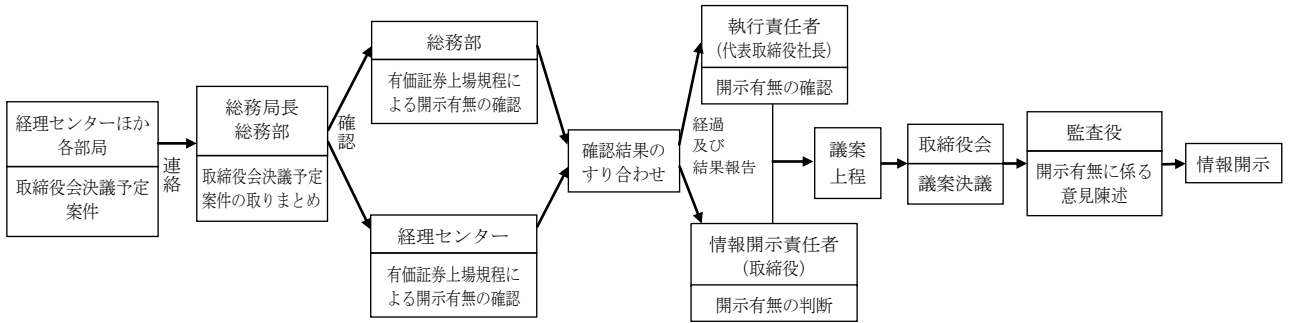 経理センターほか
各部局
取締役会決議予定
案件
連絡
総務局長
総務部
取締役会決議予定
案件の取りまとめ
確認
総務部
有価証券上場規程に
よる開示有無の確認
経理センター
有価証券上場規程に
よる開示有無の確認
確認結果の
すり合わせ
経過
及び
結果報告
執行責任者
(代表取締役社長)
開示有無の確認
情報開示責任者
(取締役)
開示有無の判断
議案
上程
取締役会
議案決議
監査役
開示有無に係る
意見陳述
情報開示